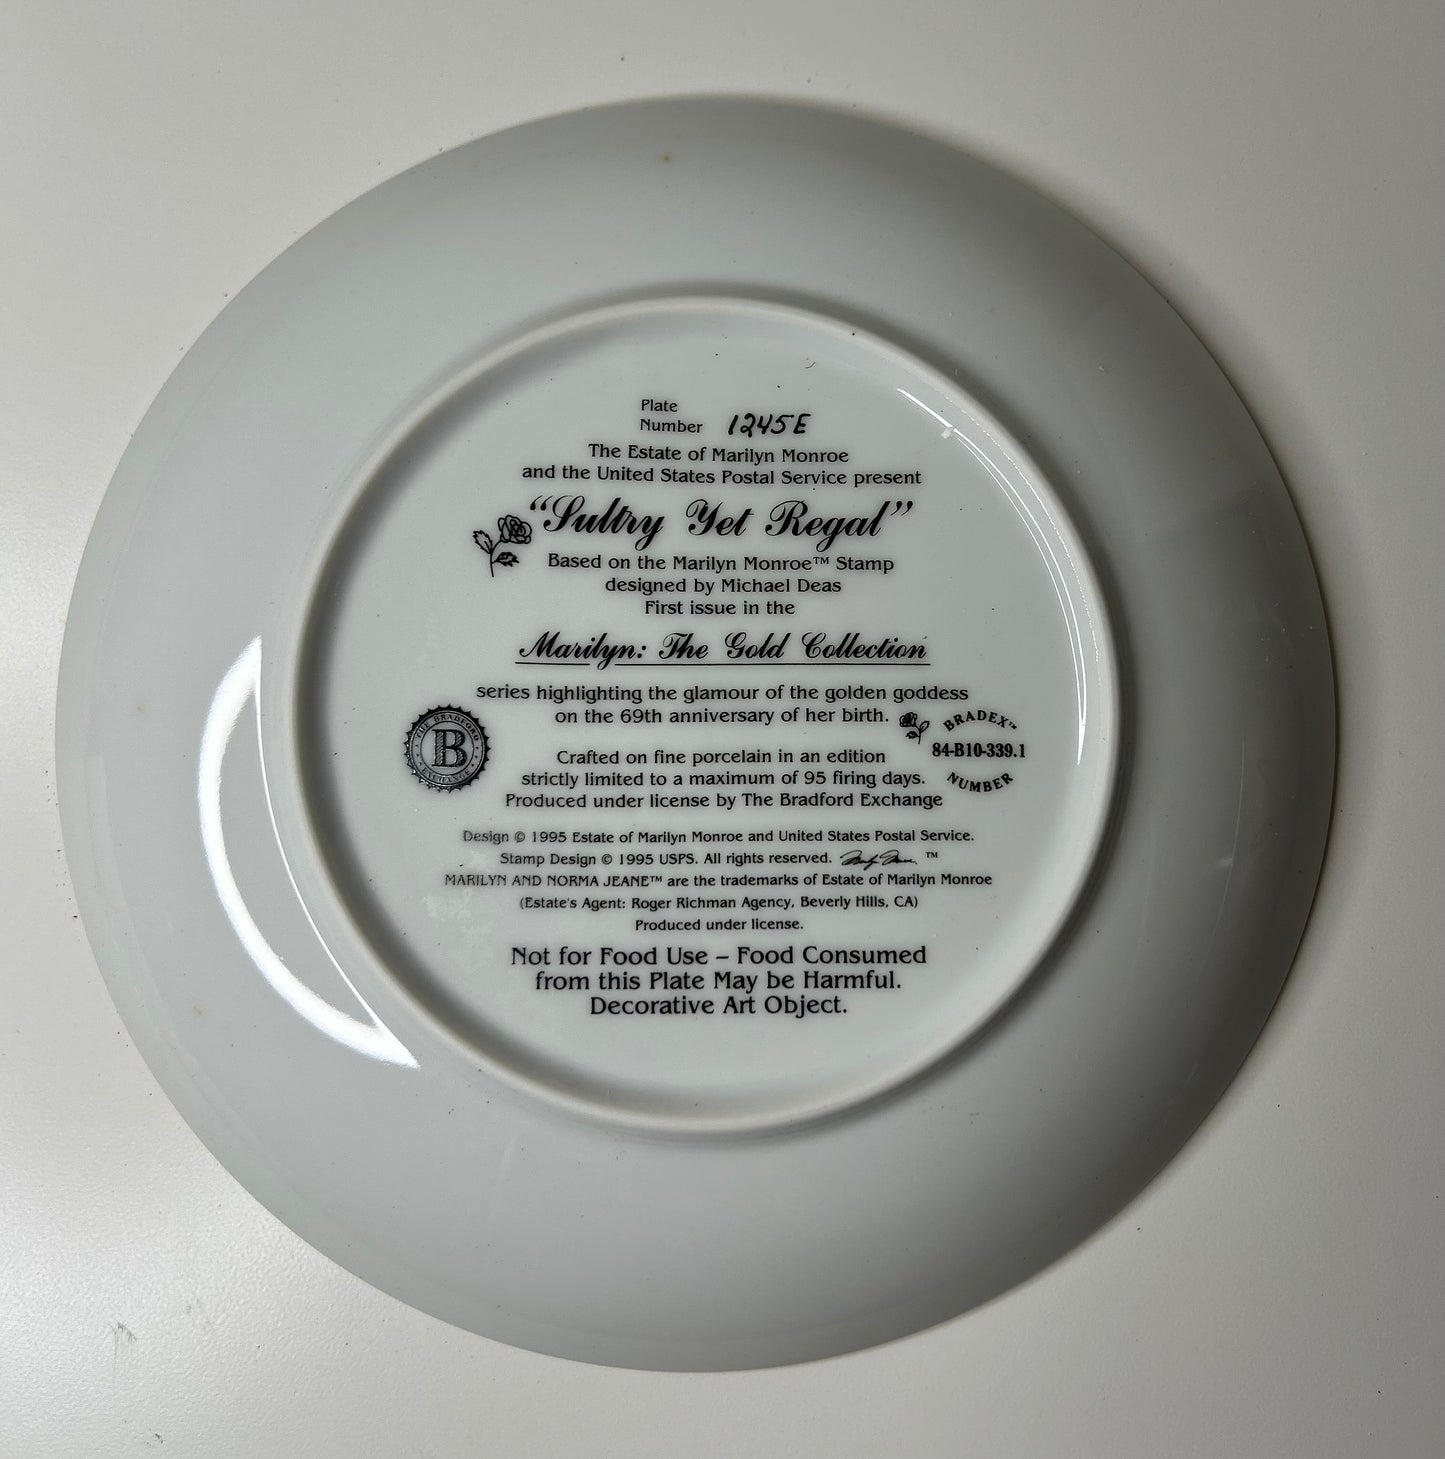 Plate
Number 1245E
The Estate of Marilyn Monroe
and the United States Postal Service present
“Sultry Yet Regal”
Based on the Marilyn Monroe™ Stamp
designed by Michael Deas
First issue in the
Marilyn: The Gold Collection
series highlighting the glamour of the golden goddess
on the 69th anniversary of her birth.
BRADEX™
84-B10-339.1
NUMBER
THE BRADFORD
B
EXCHANGE
Crafted on fine porcelain in an edition
strictly limited to a maximum of 95 firing days.
Produced under license by The Bradford Exchange
Design © 1995 Estate of Marilyn Monroe and United States Postal Service.
Stamp Design © 1995 USPS. All rights reserved. Marilyn Monroe ™
MARILYN AND NORMA JEANE™ are the trademarks of Estate of Marilyn Monroe
(Estate's Agent: Roger Richman Agency, Beverly Hills, CA)
Produced under license.
Not for Food Use – Food Consumed
from this Plate May be Harmful.
Decorative Art Object.